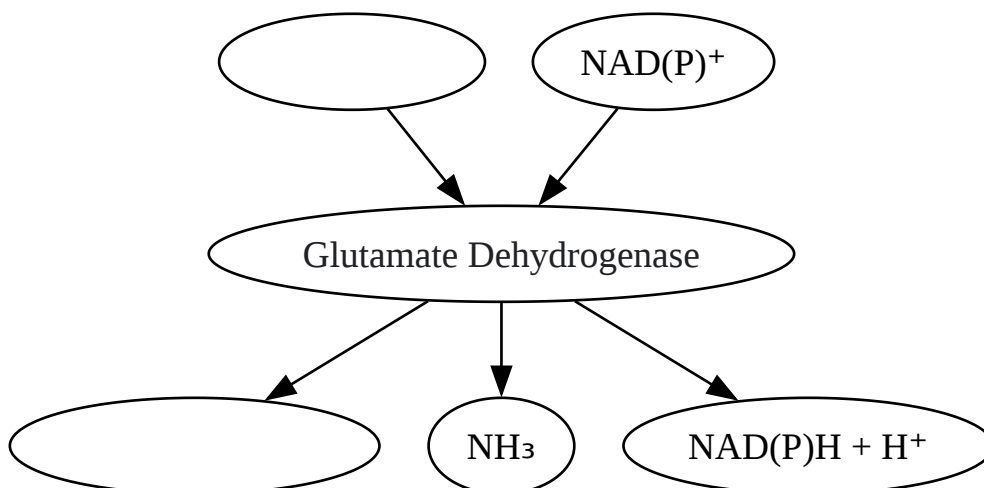 NAD(P)⁺
Glutamate Dehydrogenase
NH₃
NAD(P)H + H⁺